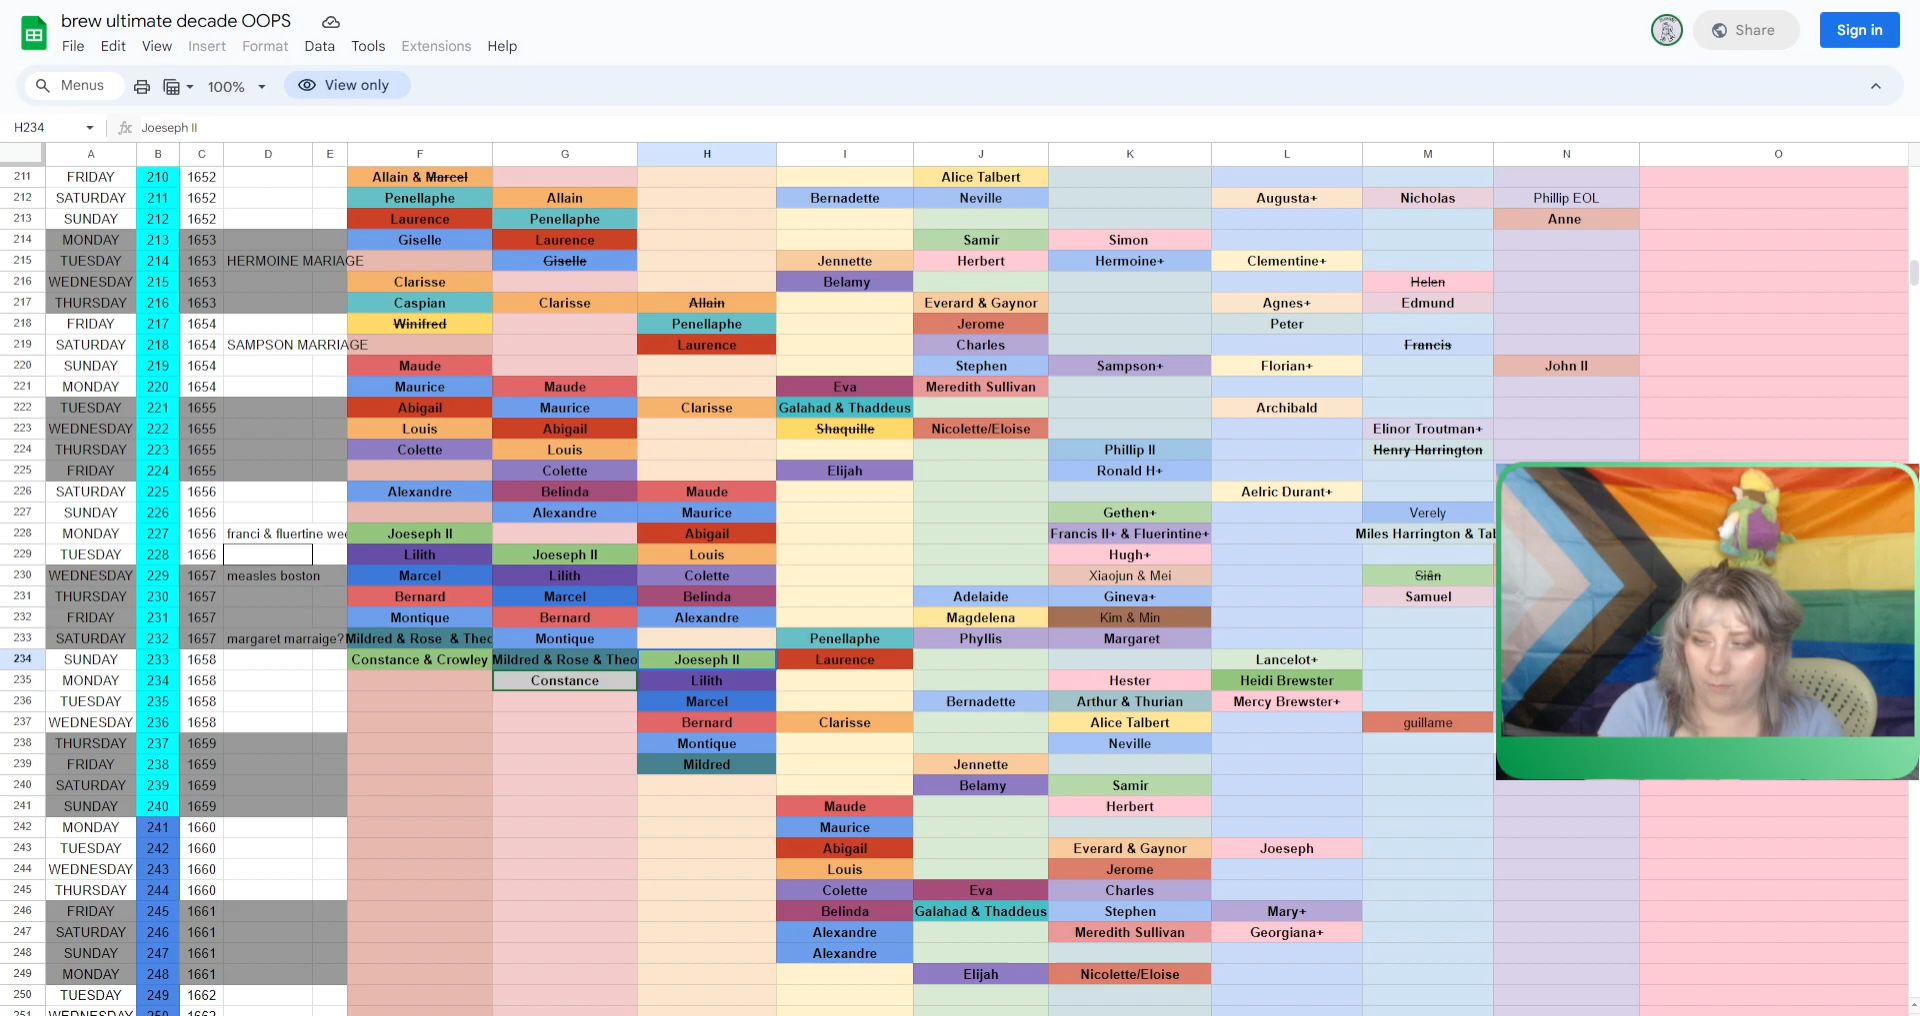 brew ultimate decade OOPS
File Edit View Insert Format Data Tools Extensions Help
Share
Sign in
Menus 100% View only
H234 fx Joeseph II
A B C D E F G H I J K L M N O
211 FRIDAY 210 1652 Allain & Marcel Alice Talbert
212 SATURDAY 211 1652 Penellaphe Allain Bernadette Neville Augusta+ Nicholas Phillip EOL
213 SUNDAY 212 1652 Laurence Penellaphe Anne
214 MONDAY 213 1653 Giselle Laurence Samir Simon
215 TUESDAY 214 1653 HERMOINE MARIAGE Giselle Jennette Herbert Hermoine+ Clementine+
216 WEDNESDAY 215 1653 Clarisse Belamy Helen
217 THURSDAY 216 1653 Caspian Clarisse Allain Everard & Gaynor Agnes+ Edmund
218 FRIDAY 217 1654 Winifred Penellaphe Jerome Peter
219 SATURDAY 218 1654 SAMPSON MARRIAGE Laurence Charles Francis
220 SUNDAY 219 1654 Maude Stephen Sampson+ Florian+ John II
221 MONDAY 220 1654 Maurice Maude Eva Meredith Sullivan
222 TUESDAY 221 1655 Abigail Maurice Clarisse Galahad & Thaddeus Archibald
223 WEDNESDAY 222 1655 Louis Abigail Shaquille Nicolette/Eloise Elinor Troutman+
224 THURSDAY 223 1655 Colette Louis Phillip II Henry Harrington
225 FRIDAY 224 1655 Colette Elijah Ronald H+
226 SATURDAY 225 1656 Alexandre Belinda Maude Aelric Durant+
227 SUNDAY 226 1656 Alexandre Maurice Gethen+ Verely
228 MONDAY 227 1656 franci & fluertine wee Joeseph II Abigail Francis II+ & Fluerintine+ Miles Harrington & Tab
229 TUESDAY 228 1656 Lilith Joeseph II Louis Hugh+
230 WEDNESDAY 229 1657 measles boston Marcel Lilith Colette Xiaojun & Mei Siân
231 THURSDAY 230 1657 Bernard Marcel Belinda Adelaide Gineva+ Samuel
232 FRIDAY 231 1657 Montique Bernard Alexandre Magdelena Kim & Min
233 SATURDAY 232 1657 margaret marraige? Mildred & Rose & Theo Montique Penellaphe Phyllis Margaret
234 SUNDAY 233 1658 Constance & Crowley Mildred & Rose & Theo Joeseph II Laurence Lancelot+
235 MONDAY 234 1658 Constance Lilith Hester Heidi Brewster
236 TUESDAY 235 1658 Marcel Bernadette Arthur & Thurian Mercy Brewster+
237 WEDNESDAY 236 1658 Bernard Clarisse Alice Talbert guillame
238 THURSDAY 237 1659 Montique Neville
239 FRIDAY 238 1659 Mildred Jennette
240 SATURDAY 239 1659 Belamy Samir
241 SUNDAY 240 1659 Maude Herbert
242 MONDAY 241 1660 Maurice
243 TUESDAY 242 1660 Abigail Everard & Gaynor Joeseph
244 WEDNESDAY 243 1660 Louis Jerome
245 THURSDAY 244 1660 Colette Eva Charles
246 FRIDAY 245 1661 Belinda Galahad & Thaddeus Stephen Mary+
247 SATURDAY 246 1661 Alexandre Meredith Sullivan Georgiana+
248 SUNDAY 247 1661 Alexandre
249 MONDAY 248 1661 Elijah Nicolette/Eloise
250 TUESDAY 249 1662
251 WEDNESDAY 250 1662